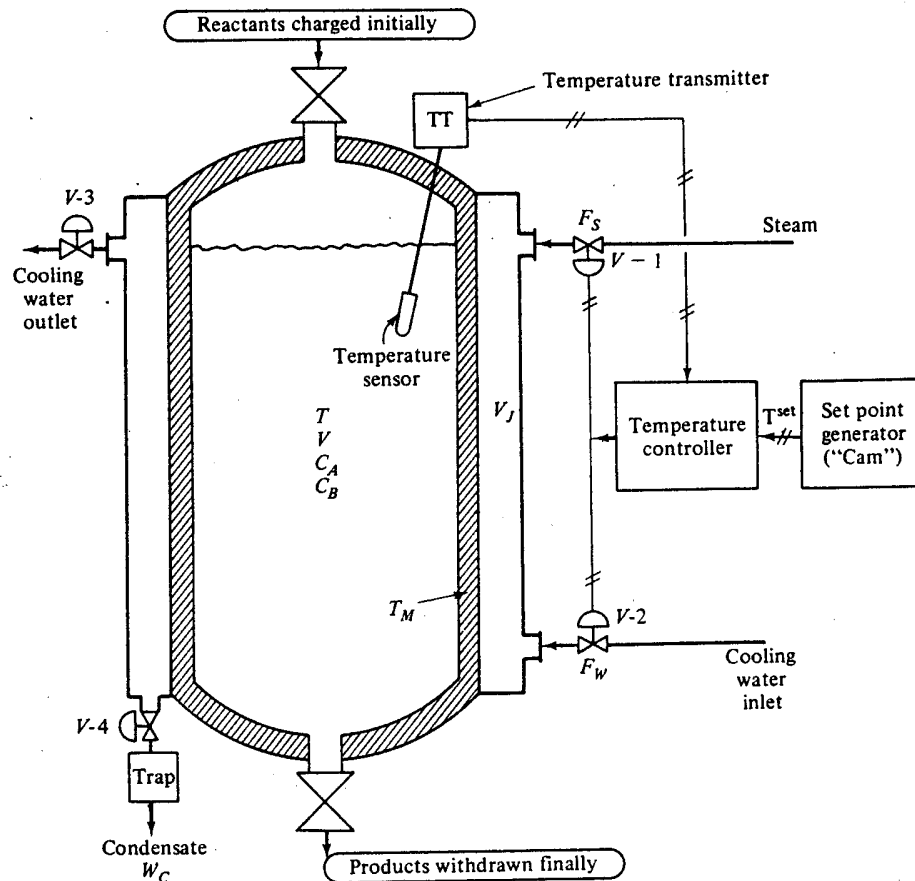 Reactants charged initially
Temperature transmitter
TT
V-3
F_S
Steam
V-1
Cooling
water
outlet
Temperature
sensor
V_J
T^set
Temperature
controller
Set point
generator
("Cam")
T
V
C_A
C_B
T_M
V-2
F_W
Cooling
water
inlet
V-4
Trap
Condensate
W_C
Products withdrawn finally